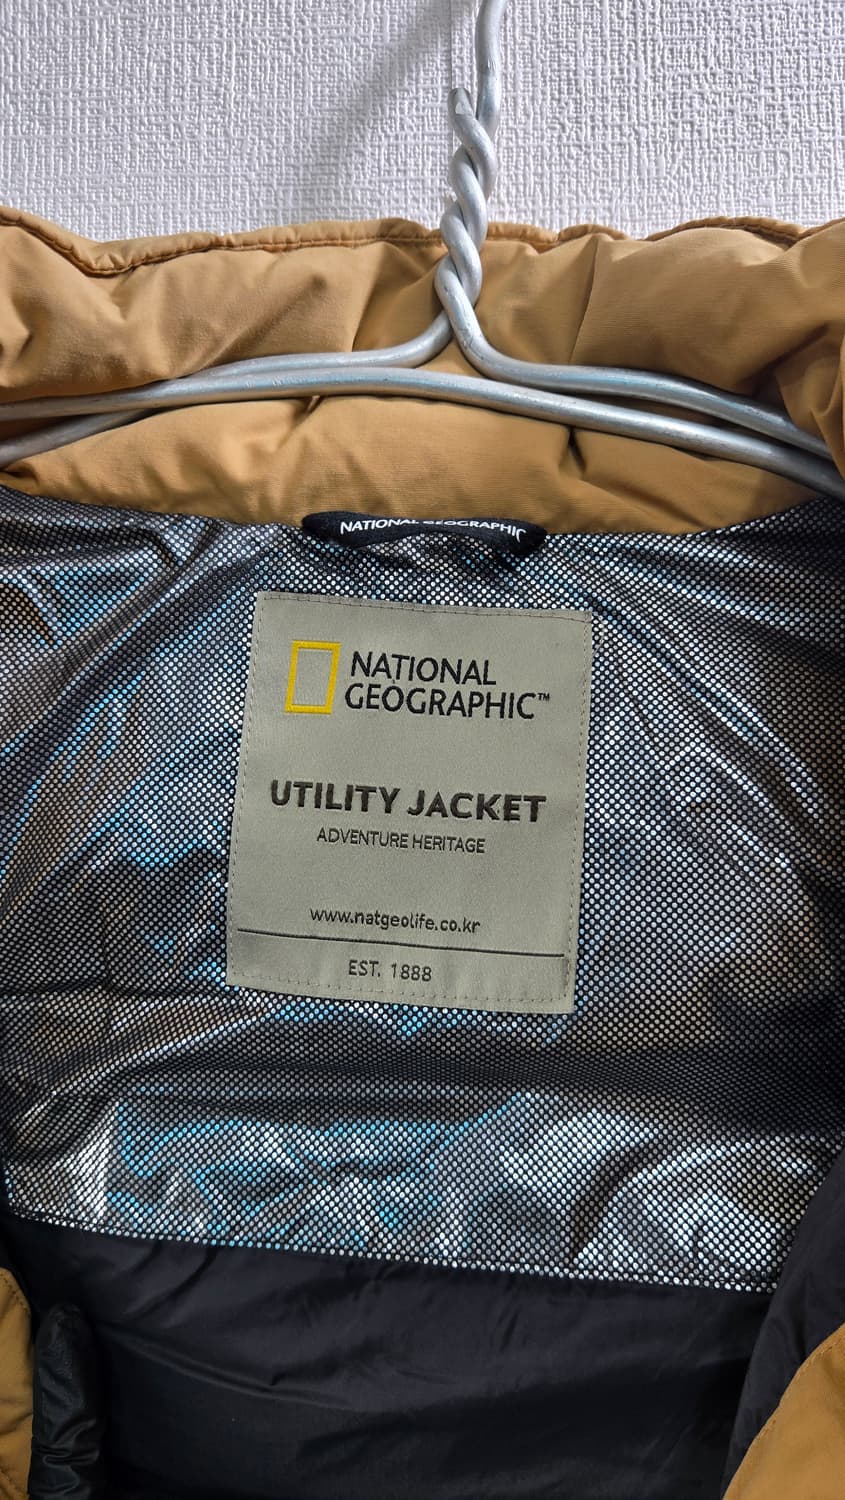 NATIONAL GEOGRAPHIC
NATIONAL
GEOGRAPHIC™
UTILITY JACKET
ADVENTURE HERITAGE
www.natgeolife.co.kr
EST. 1888